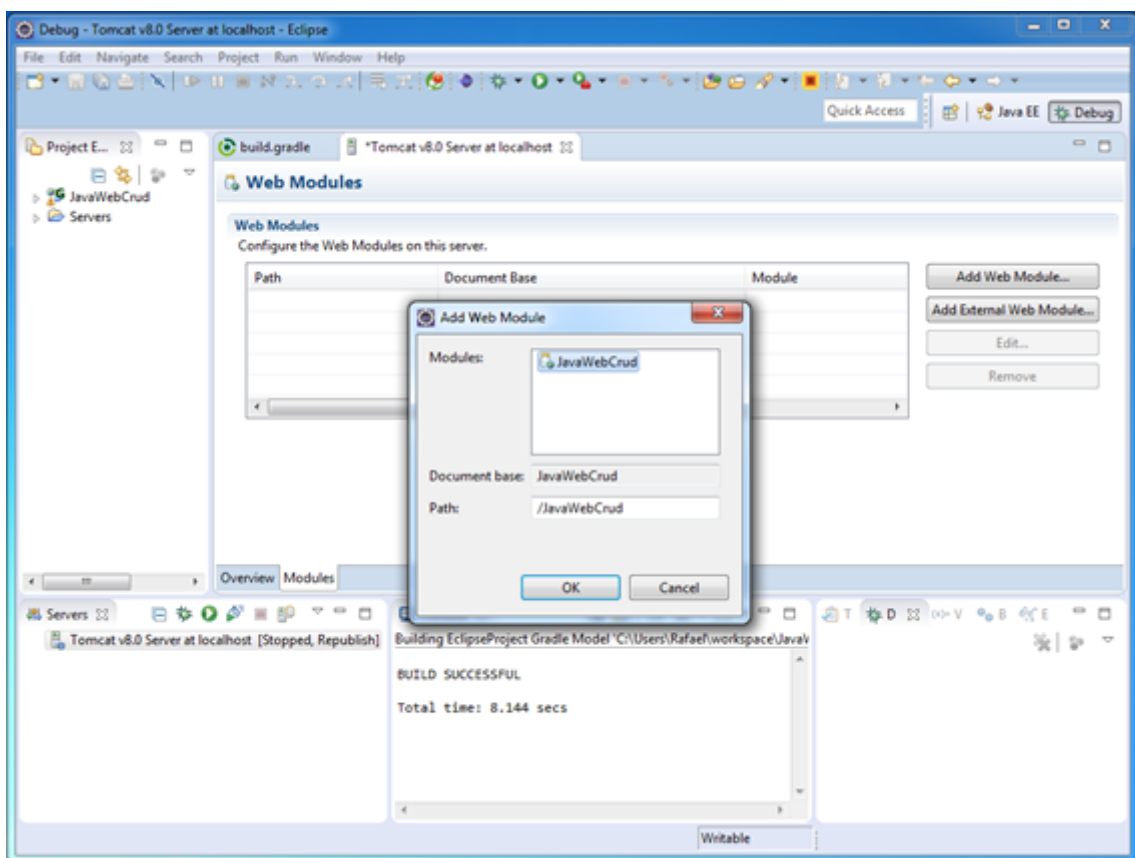 Debug - Tomcat v8.0 Server at localhost - Eclipse
File Edit Navigate Search Project Run Window Help
Quick Access Java EE Debug
Project E...
build.gradle *Tomcat v8.0 Server at localhost
JavaWebCrud
Servers
Web Modules
Web Modules
Configure the Web Modules on this server.
Path Document Base Module
Add Web Module...
Add External Web Module...
Edit...
Remove
Add Web Module
Modules: JavaWebCrud
Document base: JavaWebCrud
Path: /JavaWebCrud
OK Cancel
Overview Modules
Servers
T D V B E
Tomcat v8.0 Server at localhost [Stopped, Republish]
Building EclipseProject Gradle Model 'C:\Users\Rafael\workspace\JavaW
BUILD SUCCESSFUL
Total time: 8.144 secs
Writable